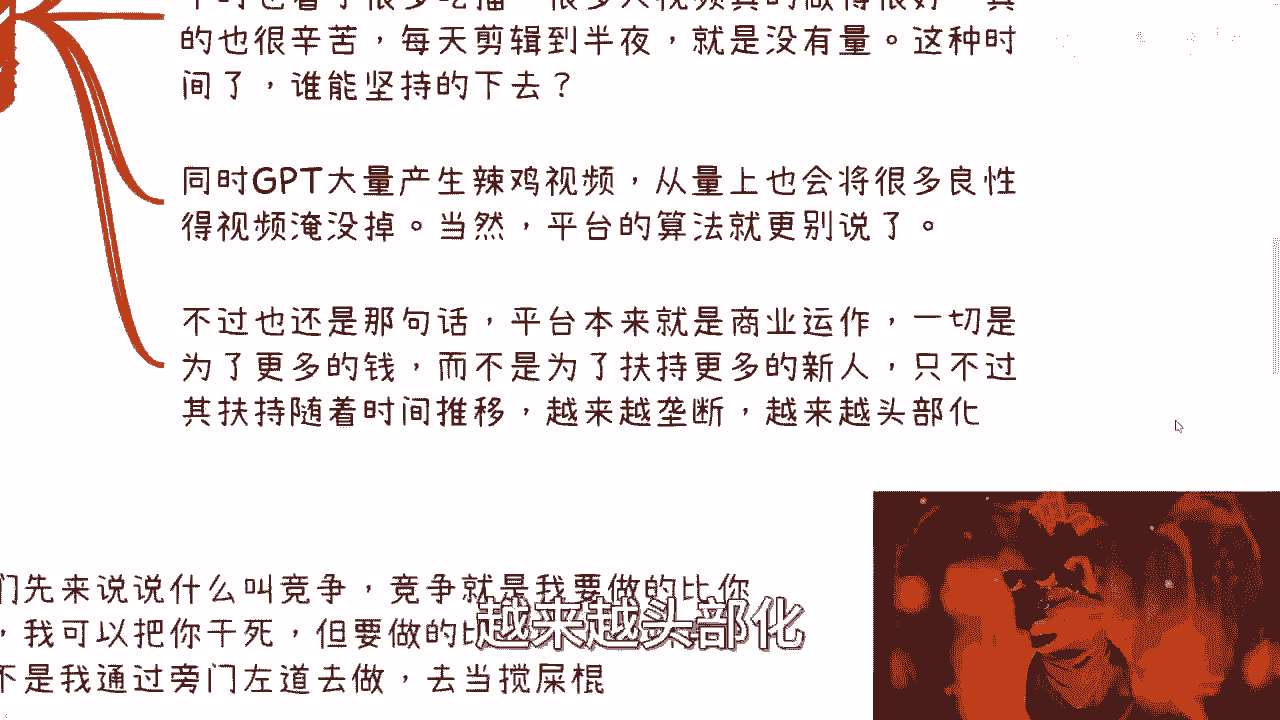 的也很辛苦，每天剪辑到半夜，就是没有量。这种时
间了，谁能坚持的下去？
同时GPT大量产生辣鸡视频，从量上也会将很多良性
得视频淹没掉。当然，平台的算法就更别说了。
不过也还是那句话，平台本来就是商业运作，一切是
为了更多的钱，而不是为了扶持更多的新人，只不过
其扶持随着时间推移，越来越垄断，越来越头部化
们先来说说什么叫竞争，竞争就是我要做的比你
，我可以把你干死，但要做的
越来越头部化
不是我通过旁门左道去做，去当搅屎棍